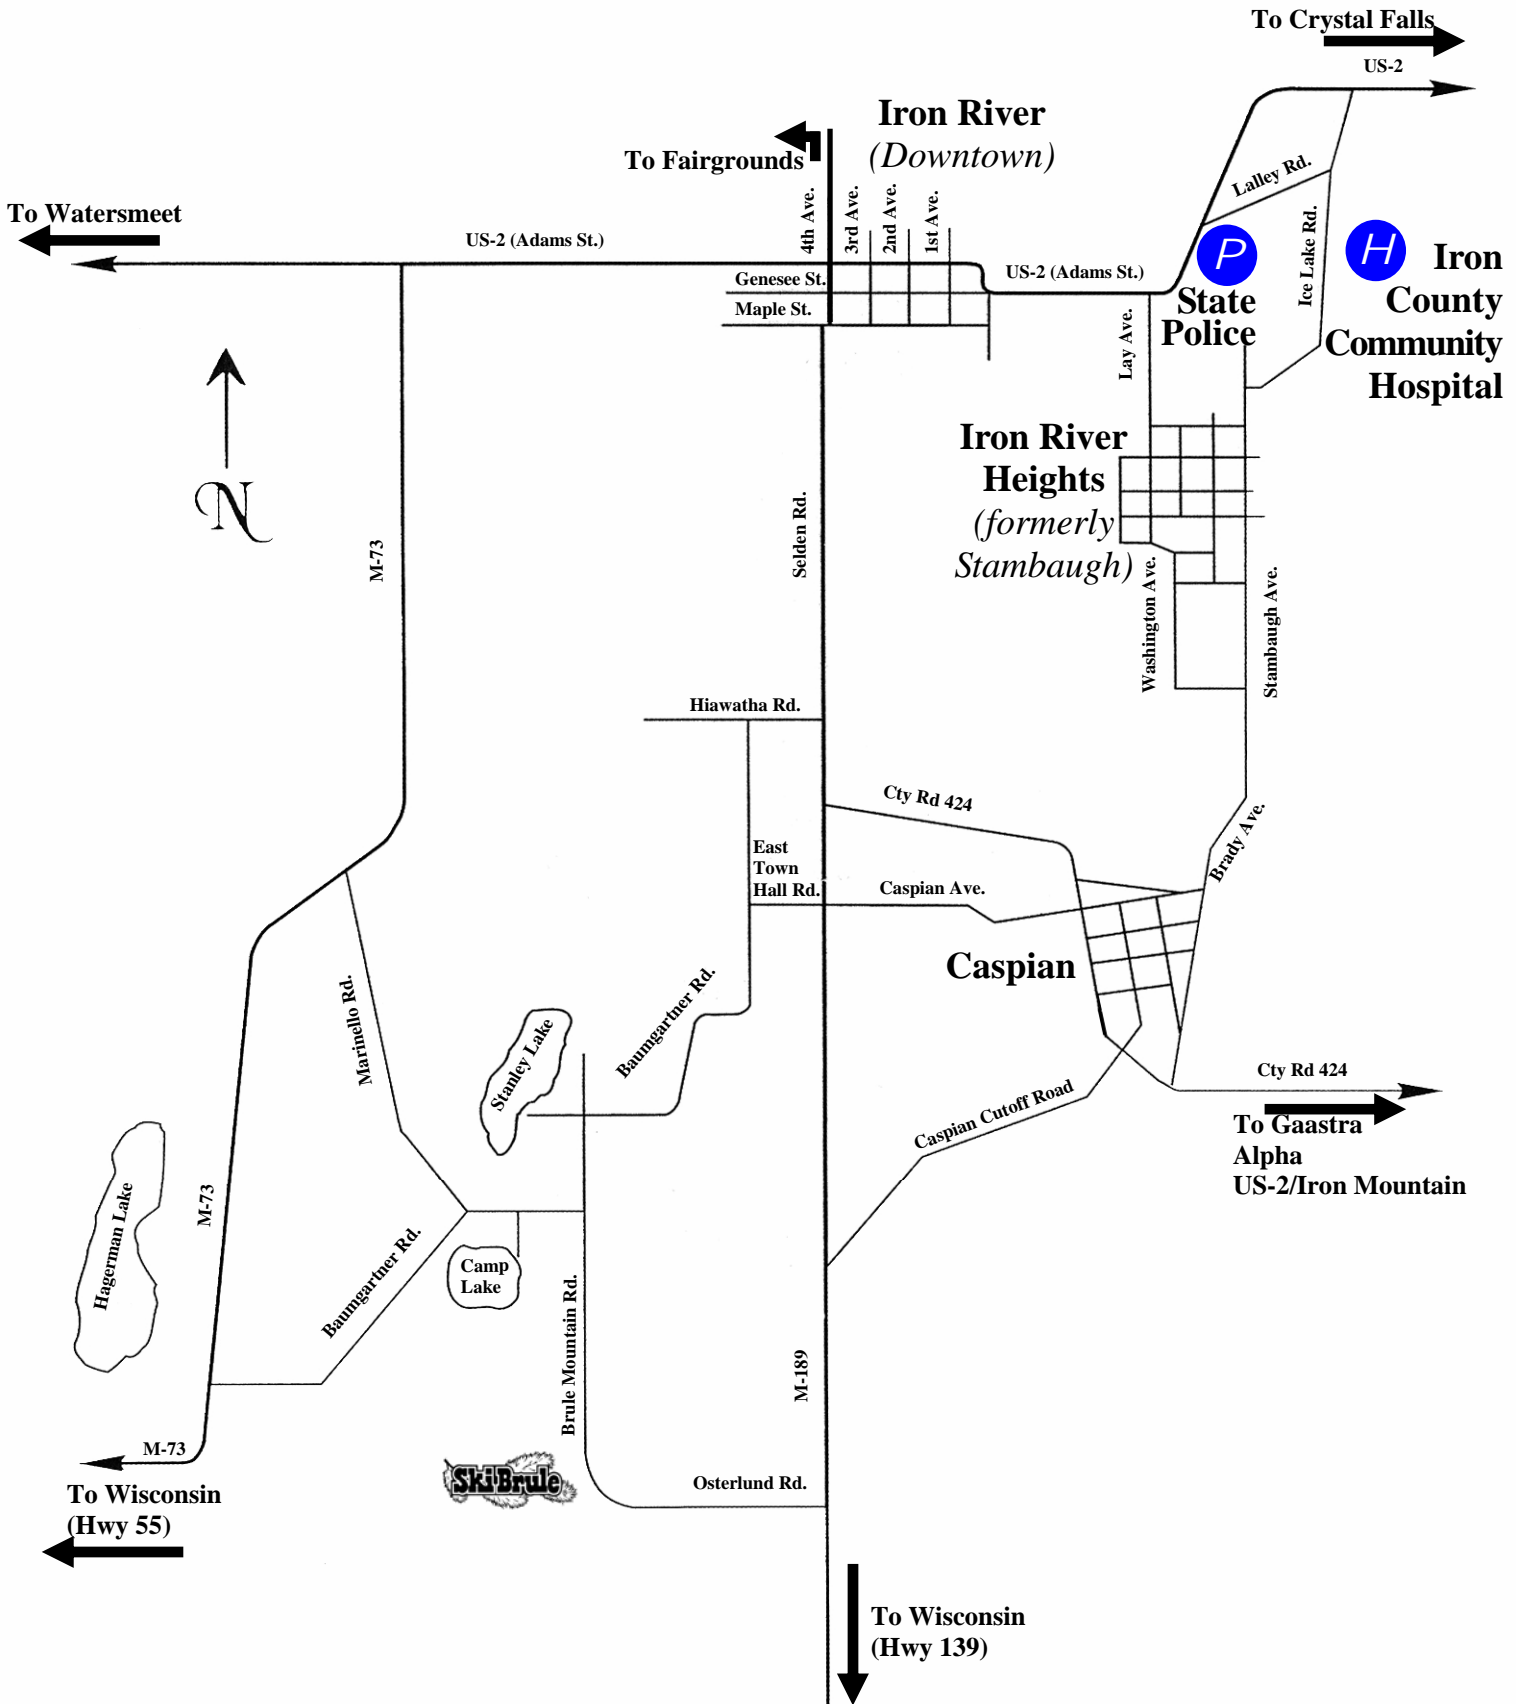 To Crystal Falls
US-2
Iron River
(Downtown)
To Fairgrounds
Lalley Rd.
4th Ave.
3rd Ave.
2nd Ave.
1st Ave.
To Watersmeet
US-2 (Adams St.)
Ice Lake Rd.
P
H
Iron
County
Community
Hospital
US-2 (Adams St.)
Genesee St.
Maple St.
State
Police
Lay Ave.
N
Iron River
Heights
(formerly
Stambaugh)
Selden Rd.
M-73
Washington Ave.
Stambaugh Ave.
Hiawatha Rd.
Cty Rd 424
Brady Ave.
East
Town
Hall Rd.
Caspian Ave.
Caspian
Baumgartner Rd.
Marinello Rd.
Stanley Lake
Cty Rd 424
Caspian Cutoff Road
To Gaastra
Alpha
US-2/Iron Mountain
Hagerman Lake
M-73
Baumgartner Rd.
Camp
Lake
Brule Mountain Rd.
M-189
M-73
Ski Brule
Osterlund Rd.
To Wisconsin
(Hwy 55)
To Wisconsin
(Hwy 139)